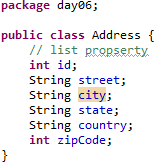 package day06;
public class Address {
// list propserty
int id;
String street;
String city;
String state;
String country;
int zipCode;
}